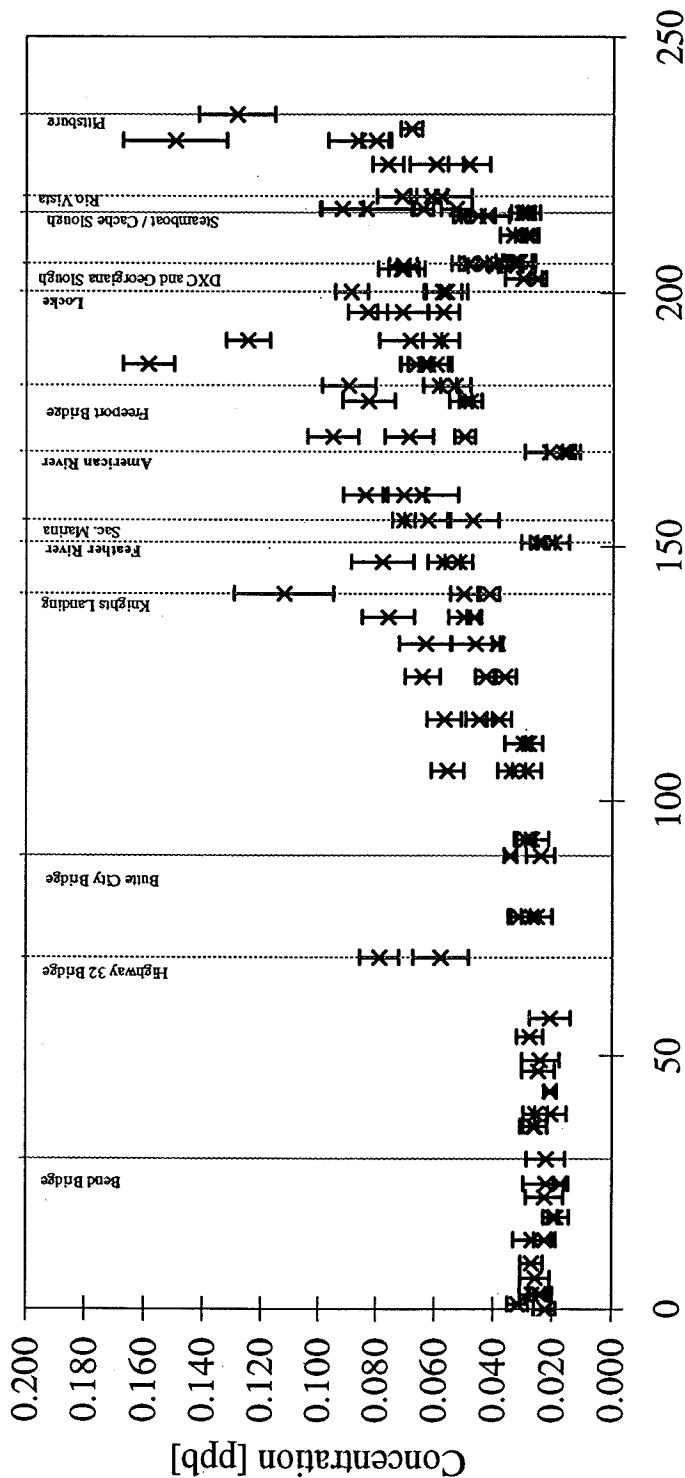 Concentration [ppb]
0.200
0.180
0.160
0.140
0.120
0.100
0.080
0.060
0.040
0.020
0.000
0
50
100
150
200
250
Bend Bridge
Highway 32 Bridge
Butte City Bridge
Knights Landing
Feather River
Sac. Marina
American River
Freeport Bridge
Locke
DXC and Georgiana Slough
Steamboat / Cache Slough
Rio Vista
Pittsburg